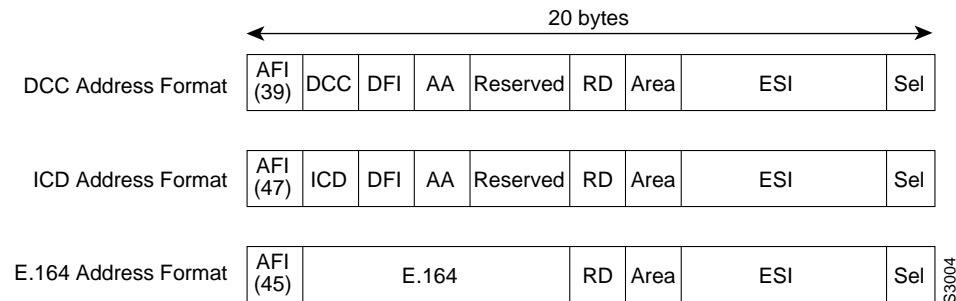 20 bytes
DCC Address Format AFI (39) DCC DFI AA Reserved RD Area ESI Sel
ICD Address Format AFI (47) ICD DFI AA Reserved RD Area ESI Sel
E.164 Address Format AFI (45) E.164 RD Area ESI Sel